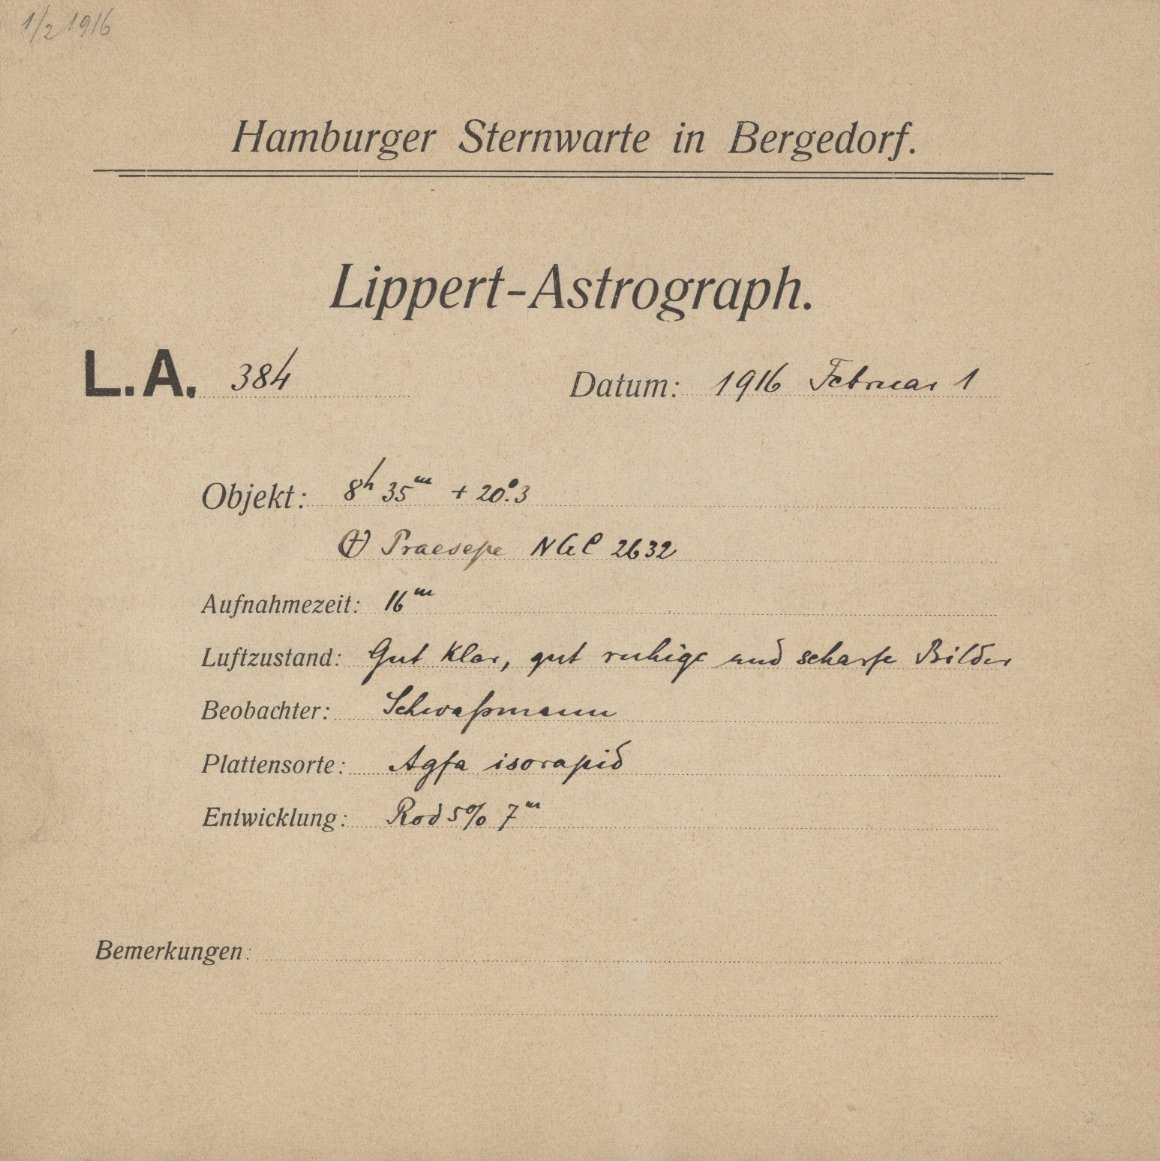 1/2 1916
Hamburger Sternwarte in Bergedorf.
Lippert-Astrograph.
L.A. 384 Datum: 1916 Februar 1
Objekt: 8h 35m + 20°.3
Praesepe NGC 2632
Aufnahmezeit: 16m
Luftzustand: Gut klar, gut ruhige und scharfe Bilder
Beobachter: Schwaßmann
Plattensorte: Agfa isorapid
Entwicklung: Rod 5% 7m
Bemerkungen: